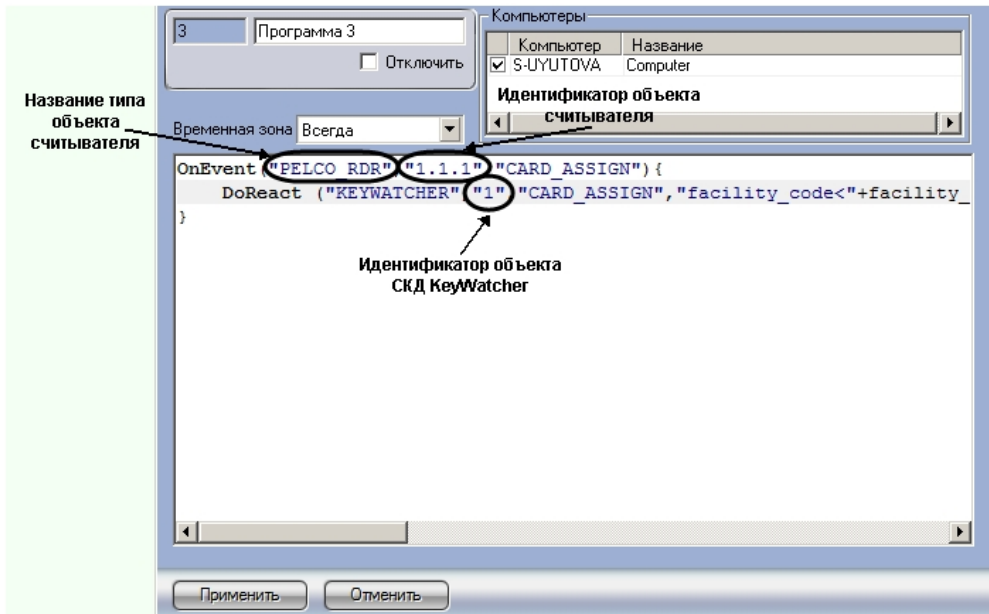 3
Программа 3
Отключить
Компьютеры
Компьютер Название
S-UYUTOVA Computer
Название типа
объекта
считывателя
Идентификатор объекта
считывателя
Временная зона Всегда
OnEvent ("PELCO_RDR","1.1.1","CARD_ASSIGN"){
DoReact ("KEYWATCHER","1","CARD_ASSIGN","facility_code<"+facility_
}
Идентификатор объекта
СКД KeyWatcher
Применить Отменить